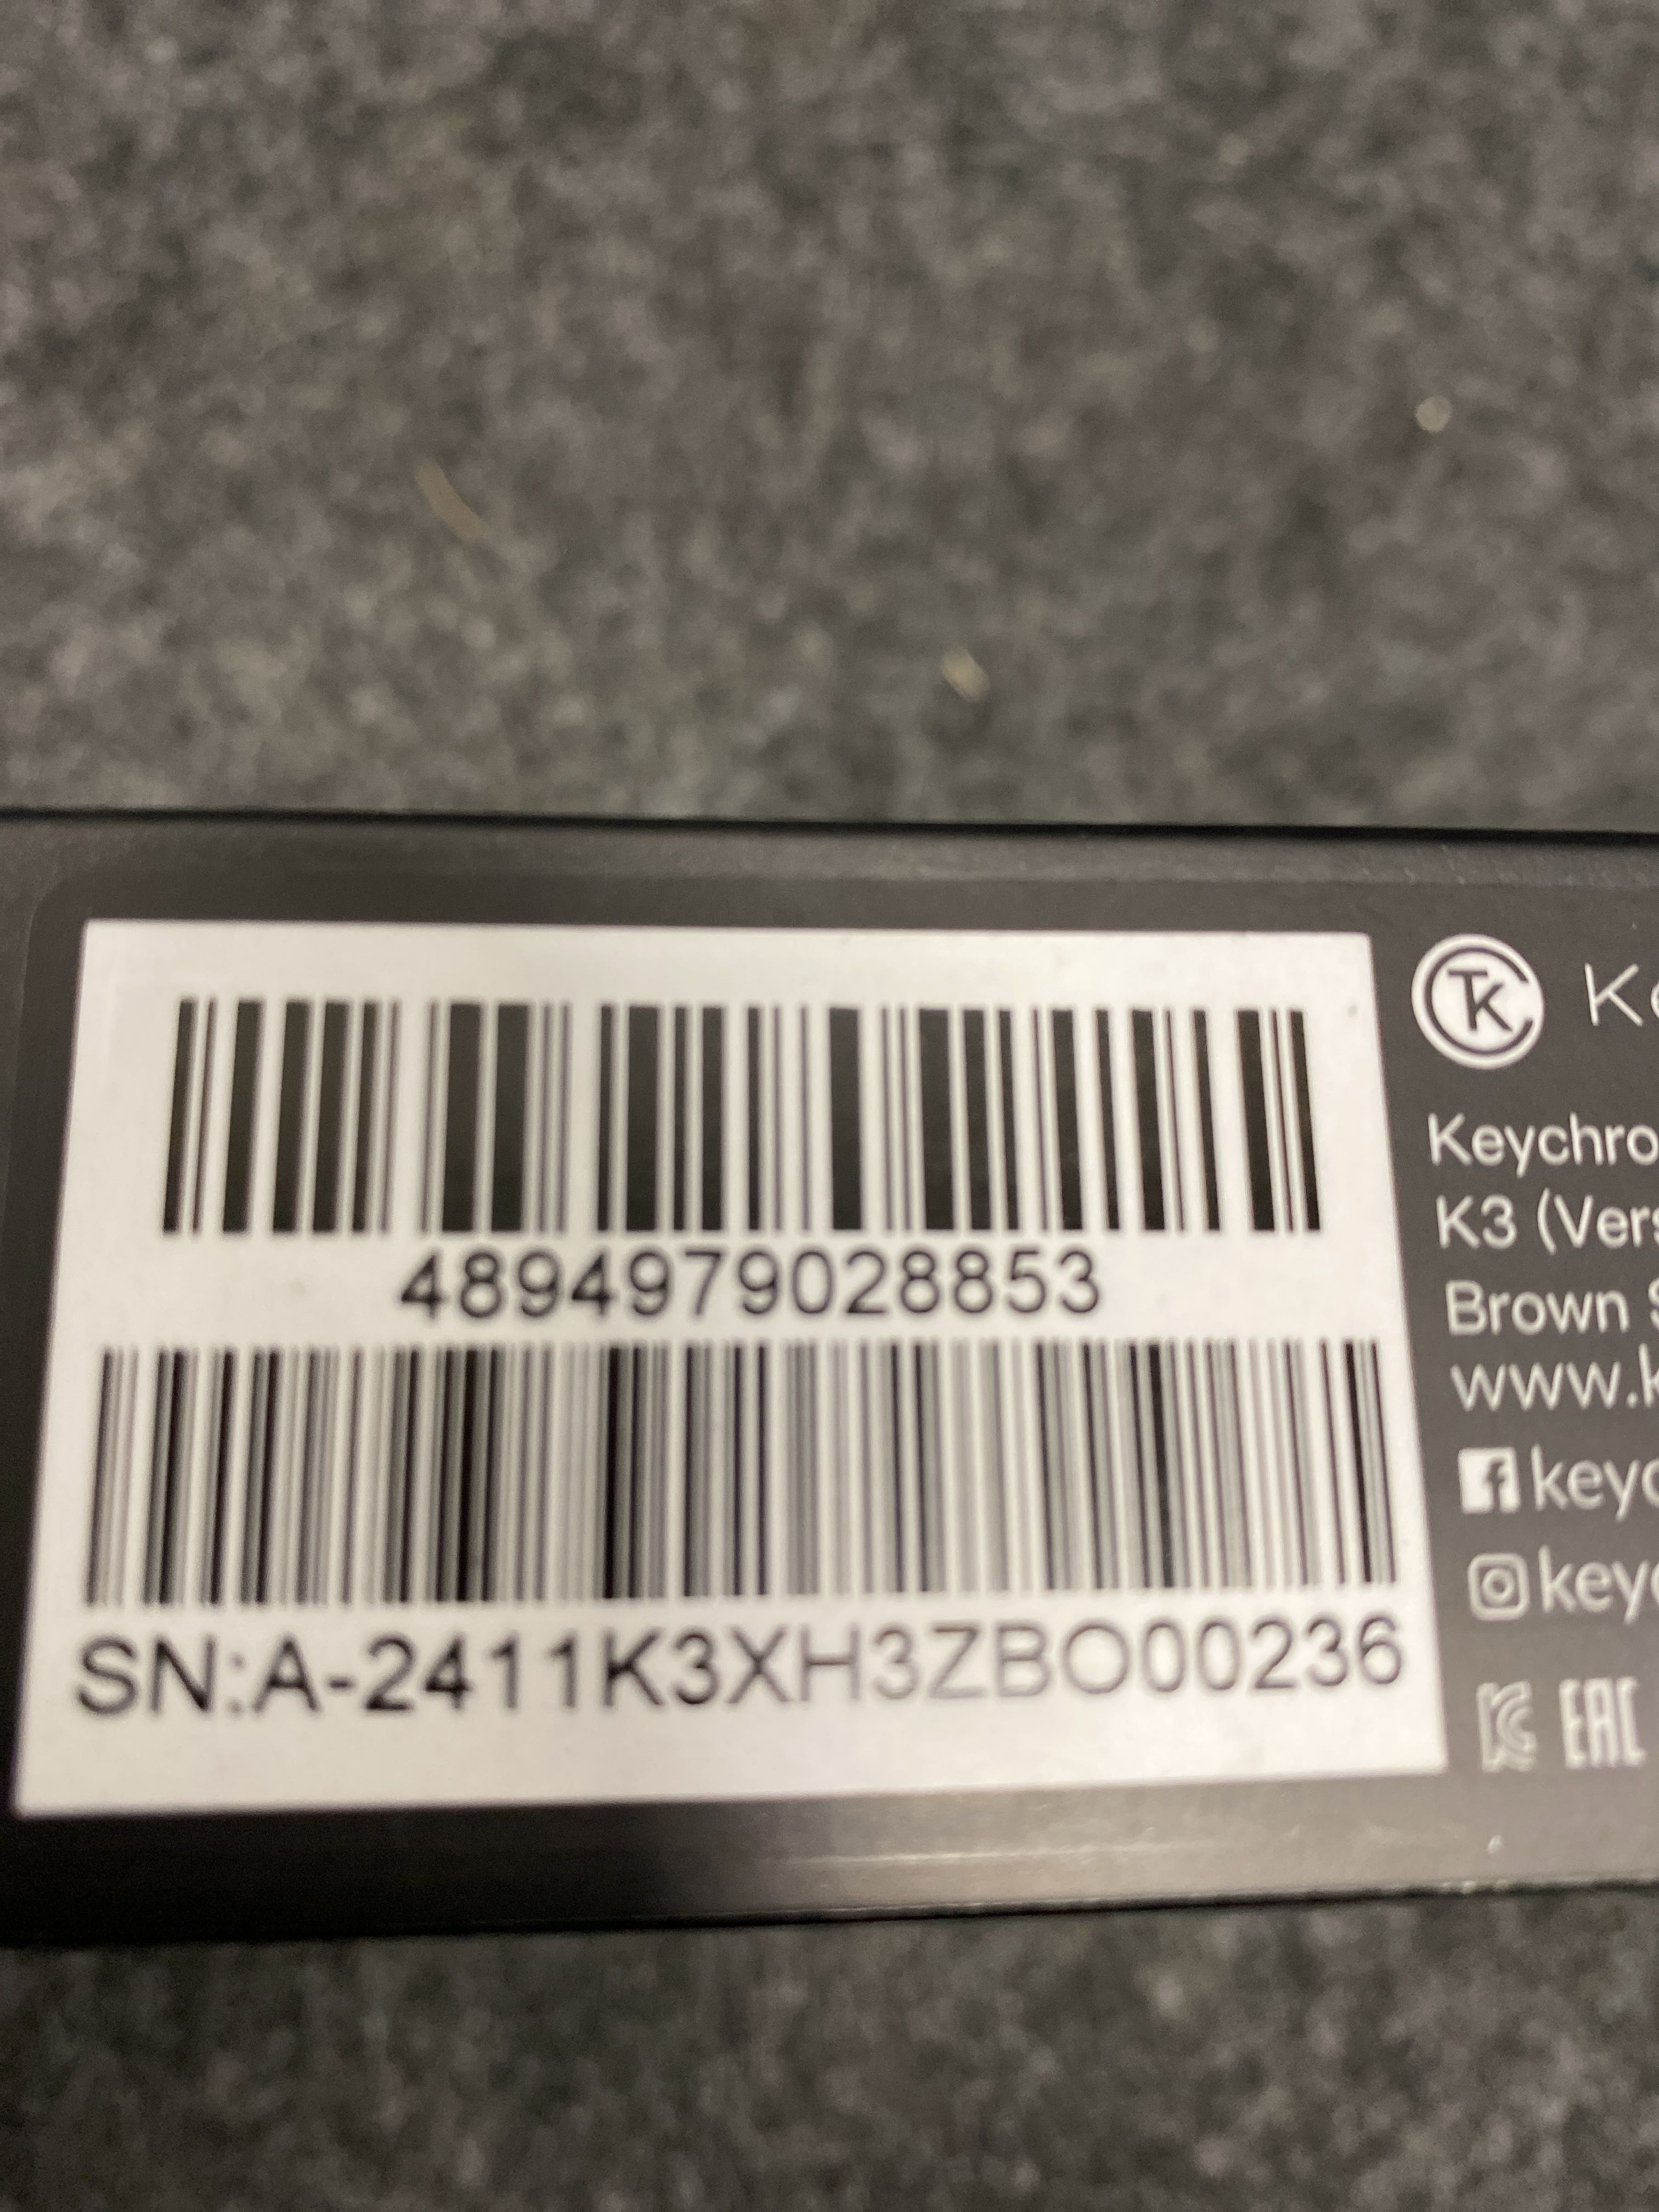 4894979028853
SN:A-2411K3XH3ZBO00236
Ke
Keychro
K3 (Vers
Brown S
www.k
keyc
keyc
EAC